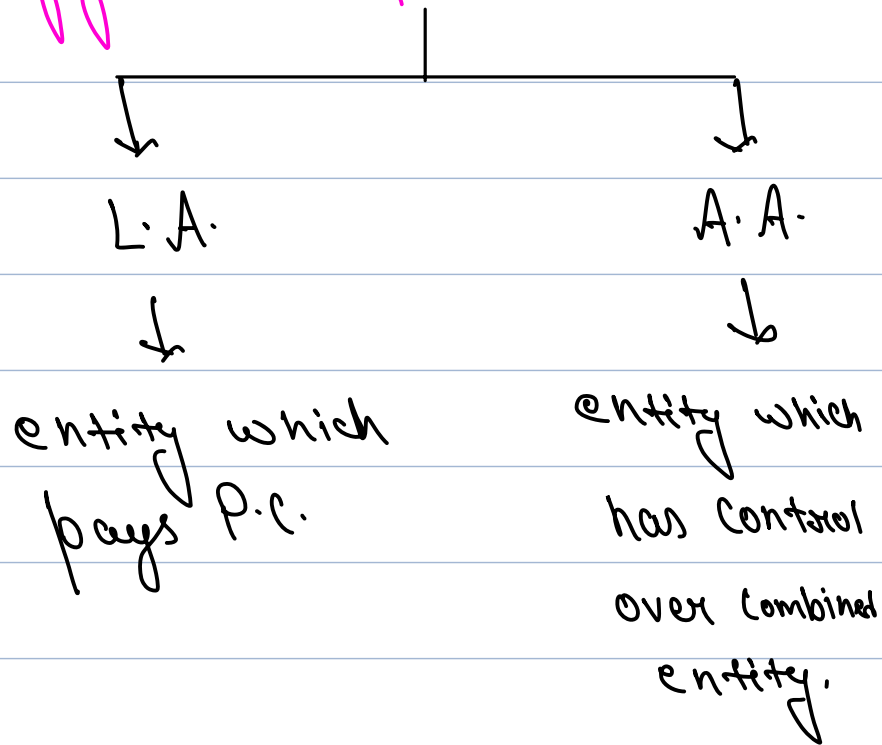 L.A.
A.A.
entity which
pays P.C.
entity which
has control
over combined
entity.